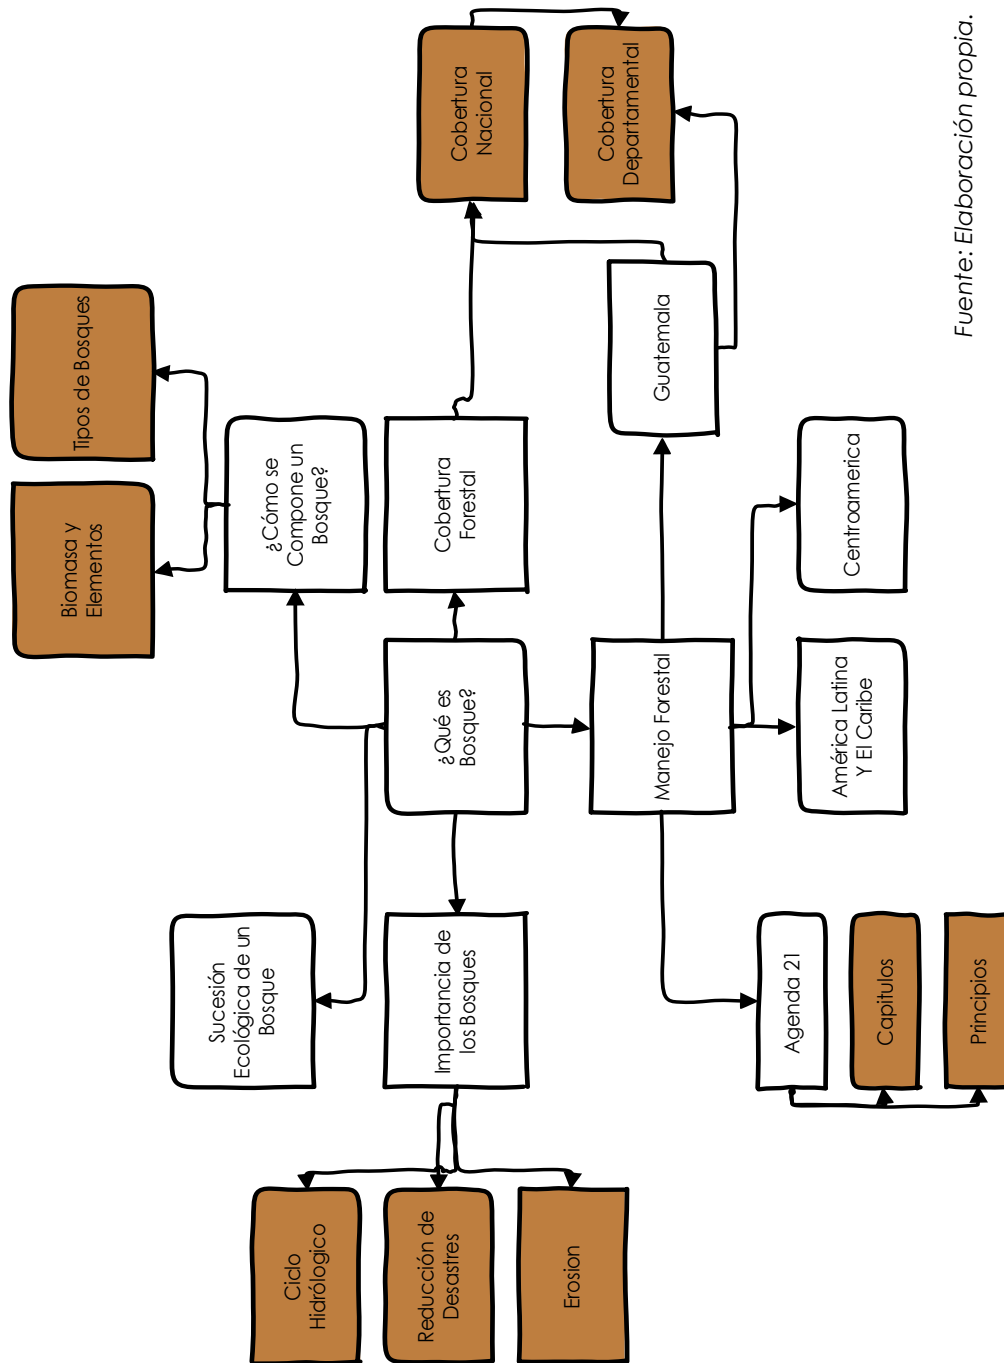 Biomasa y
Elementos
Tipos de Bosques
Sucesión
Ecológica de un
Bosque
¿Cómo se
Compone un
Bosque?
Ciclo
Hidrólogico
Reducción de
Desastres
Erosion
Importancia de
los Bosques
¿Qué es
Bosque?
Cobertura
Forestal
Cobertura
Nacional
Cobertura
Departamental
Manejo Forestal
Guatemala
Agenda 21
Capitulos
Principios
América Latina
Y El Caribe
Centroamerica
Fuente: Elaboración propia.